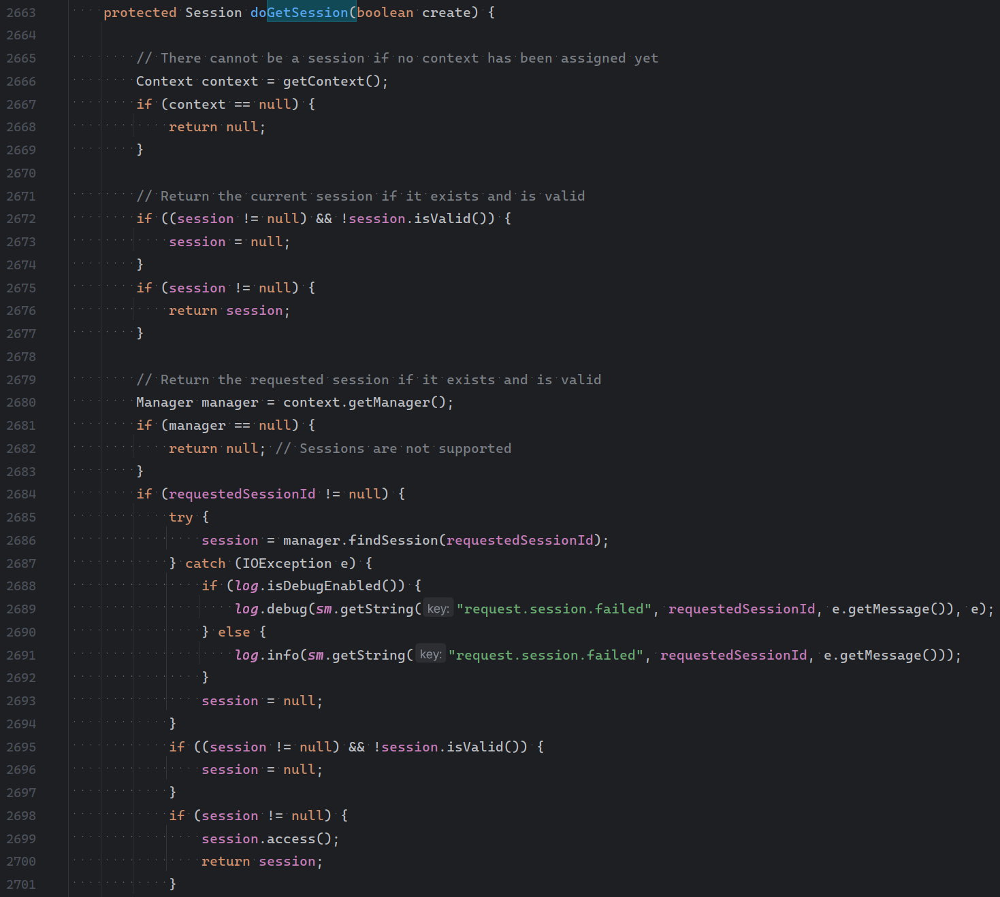 2663 protected Session doGetSession(boolean create) {
2664
2665 // There cannot be a session if no context has been assigned yet
2666 Context context = getContext();
2667 if (context == null) {
2668 return null;
2669 }
2670
2671 // Return the current session if it exists and is valid
2672 if ((session != null) && !session.isValid()) {
2673 session = null;
2674 }
2675 if (session != null) {
2676 return session;
2677 }
2678
2679 // Return the requested session if it exists and is valid
2680 Manager manager = context.getManager();
2681 if (manager == null) {
2682 return null; // Sessions are not supported
2683 }
2684 if (requestedSessionId != null) {
2685 try {
2686 session = manager.findSession(requestedSessionId);
2687 } catch (IOException e) {
2688 if (log.isDebugEnabled()) {
2689 log.debug(sm.getString( key: "request.session.failed", requestedSessionId, e.getMessage()), e);
2690 } else {
2691 log.info(sm.getString( key: "request.session.failed", requestedSessionId, e.getMessage()));
2692 }
2693 session = null;
2694 }
2695 if ((session != null) && !session.isValid()) {
2696 session = null;
2697 }
2698 if (session != null) {
2699 session.access();
2700 return session;
2701 }